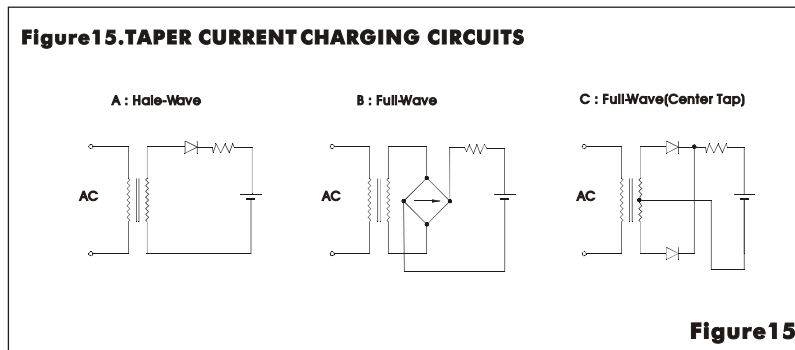 Figure15.TAPER CURRENT CHARGING CIRCUITS
A : Hale-Wave
B : Full-Wave
C : Full-Wave(Center Tap)
AC
AC
AC
Figure15